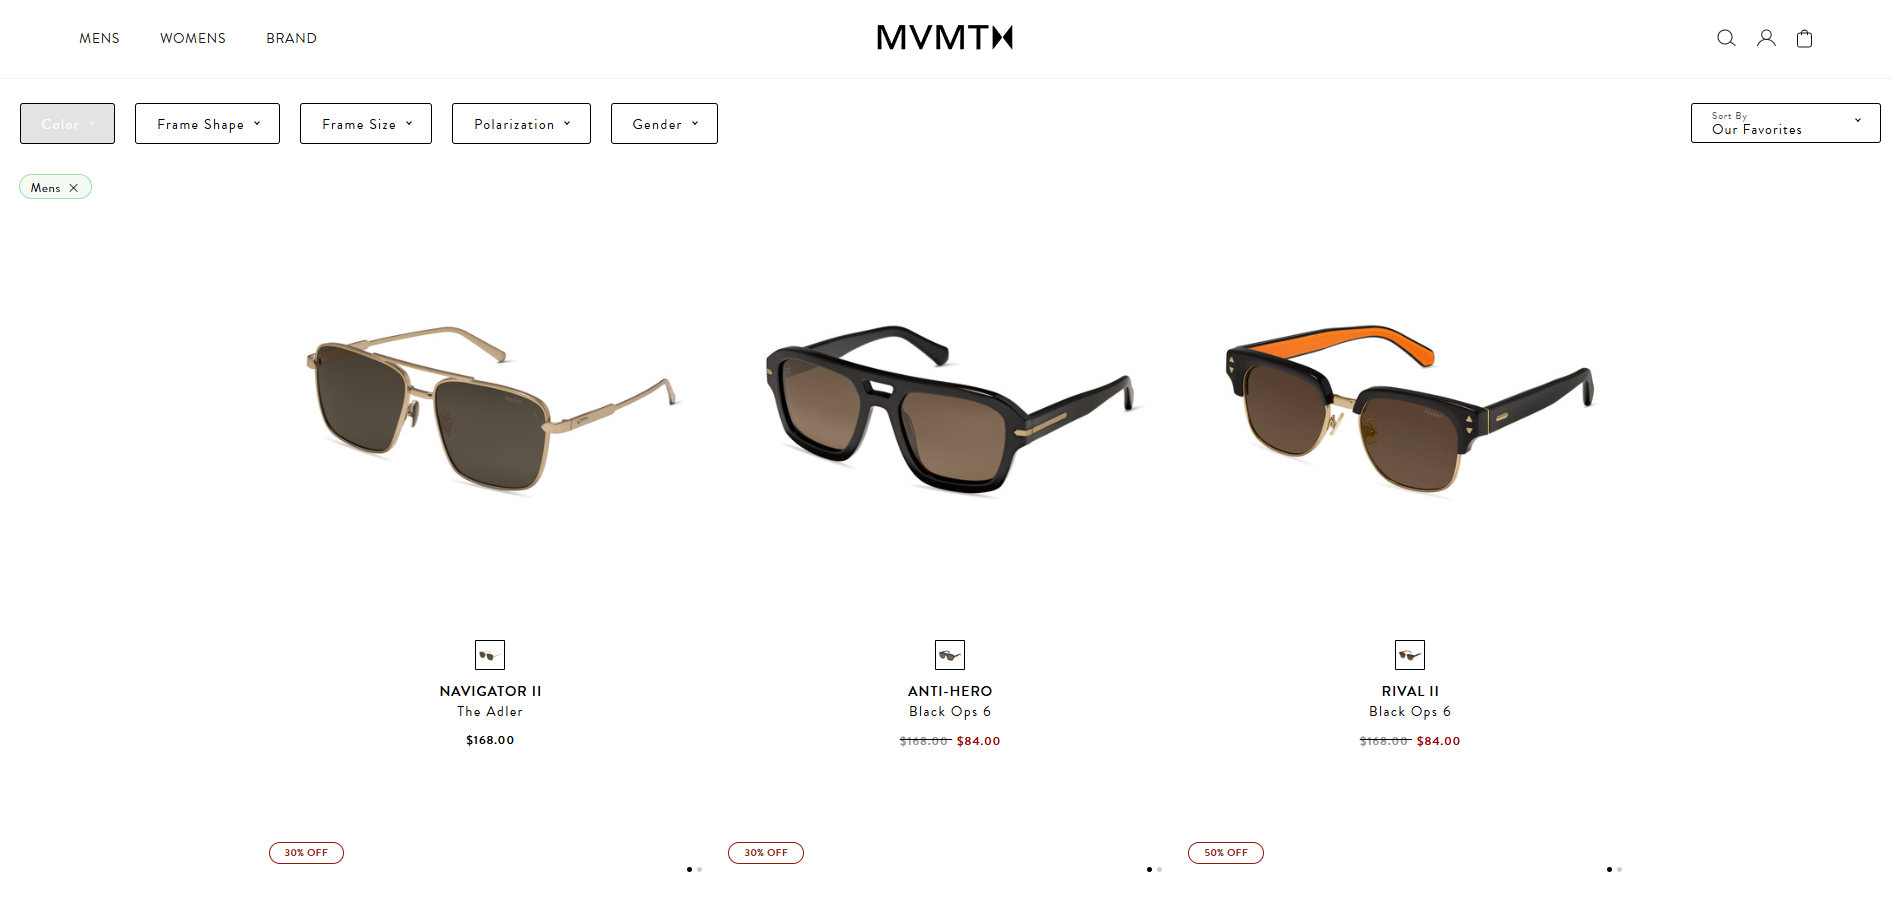 MENS
WOMENS
BRAND
MVMT
Color
Frame Shape
Frame Size
Polarization
Gender
Sort By
Our Favorites
Mens
NAVIGATOR II
The Adler
$168.00
ANTI-HERO
Black Ops 6
$168.00 $84.00
RIVAL II
Black Ops 6
$168.00 $84.00
30% OFF
30% OFF
50% OFF